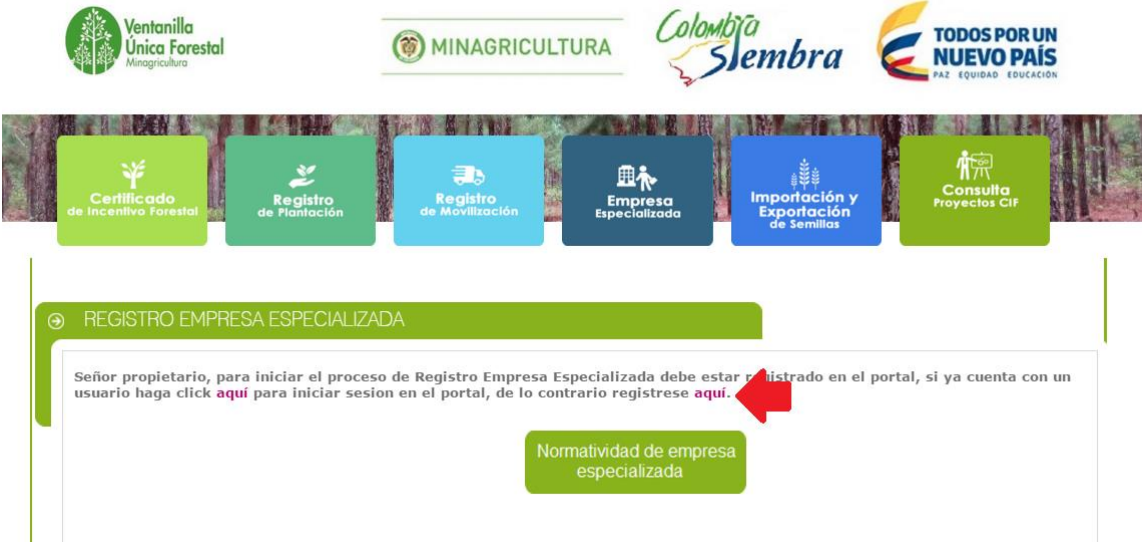 Ventanilla
Única Forestal
Minagricultura
MINAGRICULTURA
Colombia
Siembra
TODOS POR UN
NUEVO PAÍS
PAZ EQUIDAD EDUCACIÓN
Certificado
de Incentivo Forestal
Registro
de Plantación
Registro
de Movilización
Empresa
Especializada
Importación y
Exportación
de Semillas
Consulta
Proyectos CIF
REGISTRO EMPRESA ESPECIALIZADA
Señor propietario, para iniciar el proceso de Registro Empresa Especializada debe estar registrado en el portal, si ya cuenta con un
usuario haga click aquí para iniciar sesion en el portal, de lo contrario registrese aquí.
Normatividad de empresa
especializada